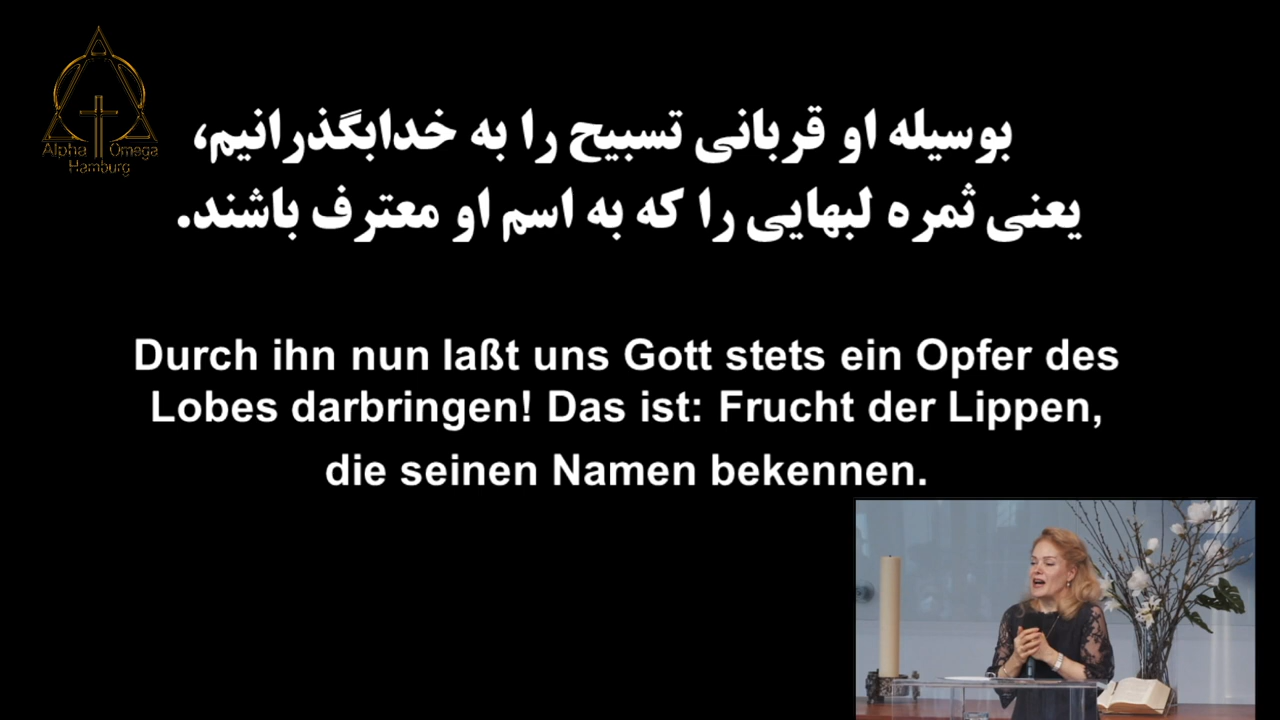 Alpha Omega
Hamburg
بوسیله او قربانی تسبیح را به خدابگذرانیم،
یعنی ثمره لبهایی را که به اسم او معترف باشند.
Durch ihn nun laßt uns Gott stets ein Opfer des
Lobes darbringen! Das ist: Frucht der Lippen,
die seinen Namen bekennen.